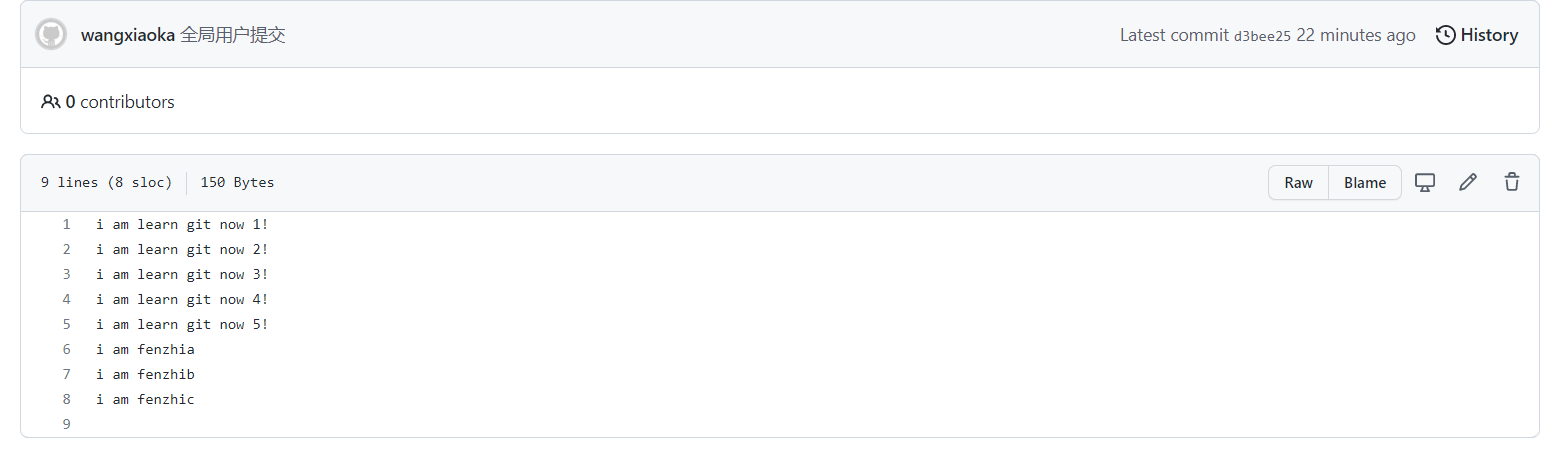 wangxiaoka 全局用户提交 Latest commit d3bee25 22 minutes ago History
0 contributors
9 lines (8 sloc) 150 Bytes Raw Blame
1 i am learn git now 1!
2 i am learn git now 2!
3 i am learn git now 3!
4 i am learn git now 4!
5 i am learn git now 5!
6 i am fenzhia
7 i am fenzhib
8 i am fenzhic
9